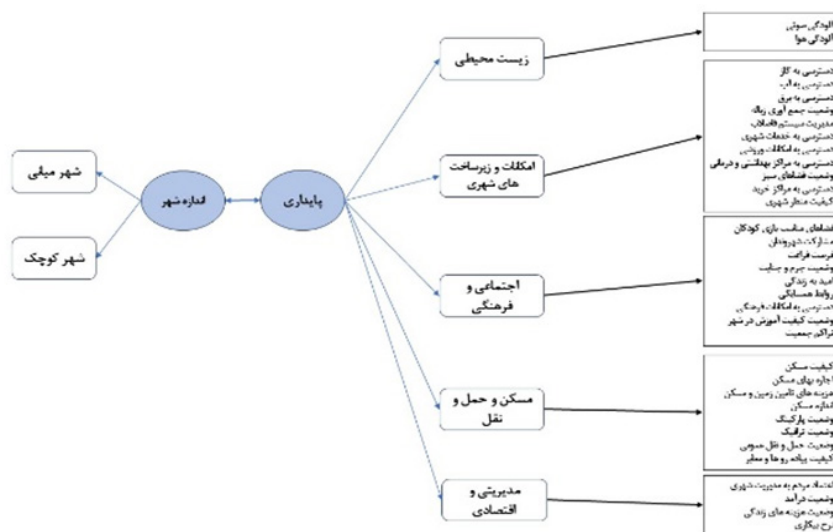 آلودگی صوتی
آلودگی هوا
زیست محیطی
دسترسی به گاز
دسترسی به آب
دسترسی به برق
وضعیت جمع آوری زباله
مدیریت سیستم فاضلاب
دسترسی به خدمات شهری
دسترسی به امکانات ورزشی
دسترسی به مراکز بهداشتی و درمانی
وضعیت فضاهای سبز
دسترسی به مراکز خرید
کیفیت منظر شهری
امکانات و زیرساخت
های شهری
شهر میانی
پایداری
اندازه شهر
شهر کوچک
فضاهای مناسب بازی کودکان
مشارکت شهروندان
فرصت فراغت
وضعیت جرم و جنایت
امید به زندگی
روابط همسایگی
دسترسی به امکانات فرهنگی
وضعیت کیفیت آموزش در شهر
تراکم جمعیت
اجتماعی و
فرهنگی
کیفیت مسکن
اجاره بهای مسکن
هزینه های تامین زمین و مسکن
اندازه مسکن
وضعیت پارکینگ
وضعیت ترافیک
وضعیت حمل و نقل عمومی
کیفیت پیاده رو ها و معابر
مسکن و حمل و
نقل
مدیریتی و
اقتصادی
اعتماد مردم به مدیریت شهری
وضعیت درآمد
وضعیت هزینه های زندگی
نرخ بیکاری